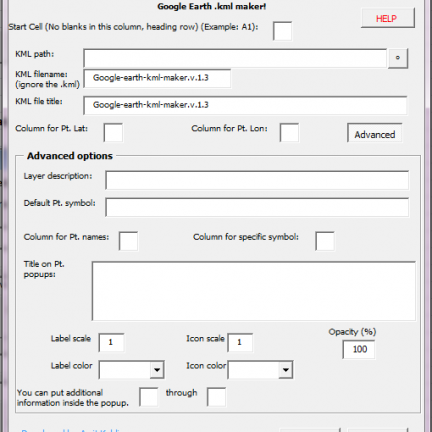 Google Earth .kml maker!
HELP
Start Cell (No blanks in this column, heading row) (Example: A1):
KML path:
KML filename:
(ignore the .kml)
Google-earth-kml-maker.v.1.3
KML file title:
Google-earth-kml-maker.v.1.3
Column for Pt. Lat:
Column for Pt. Lon:
Advanced
Advanced options
Layer description:
Default Pt. symbol:
Column for Pt. names:
Column for specific symbol:
Title on Pt.
popups:
Opacity (%)
Label scale
1
Icon scale
1
100
Label color
Icon color
You can put additional
information inside the popup.
through